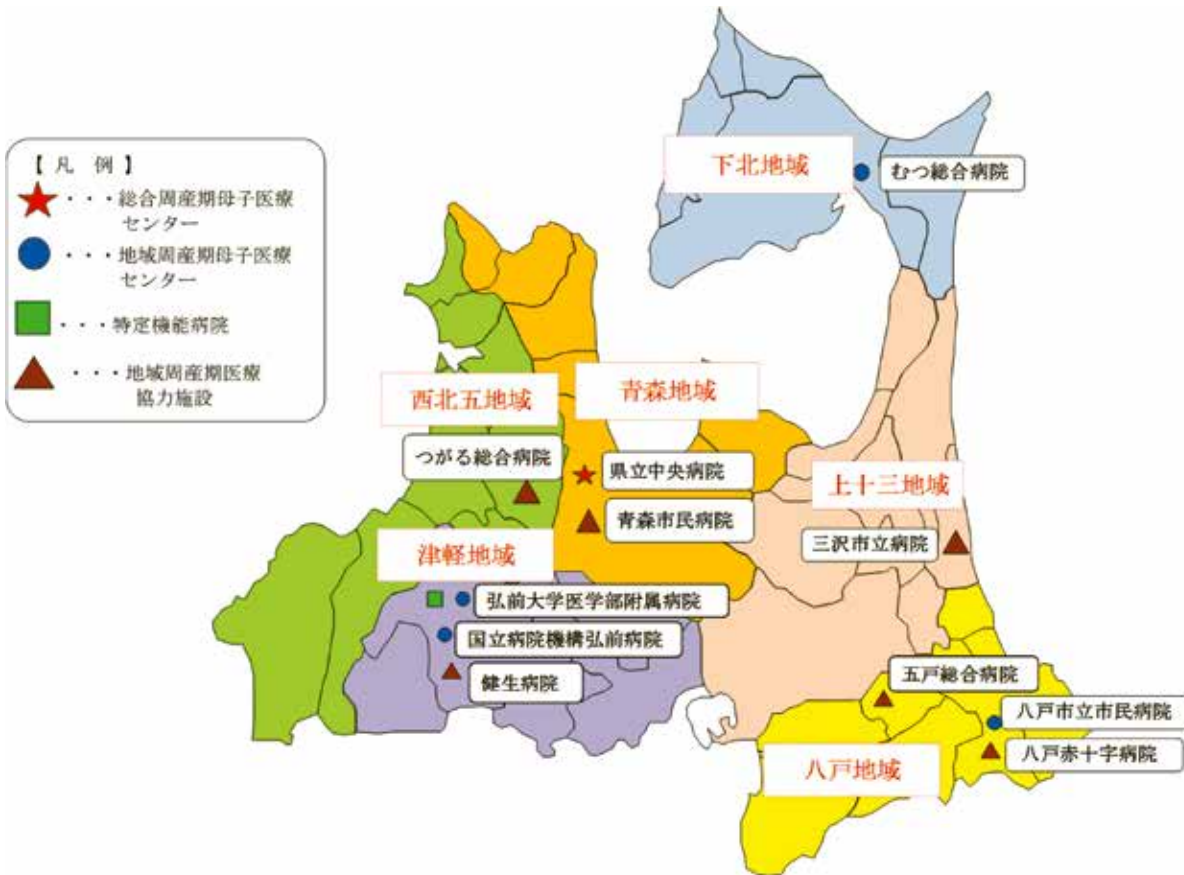 【 凡 例 】
・・・総合周産期母子医療
センター
・・・地域周産期母子医療
センター
・・・特定機能病院
・・・地域周産期医療
協力施設
下北地域
むつ総合病院
西北五地域
つがる総合病院
青森地域
県立中央病院
青森市民病院
上十三地域
三沢市立病院
津軽地域
弘前大学医学部附属病院
国立病院機構弘前病院
健生病院
五戸総合病院
八戸市立市民病院
八戸赤十字病院
八戸地域